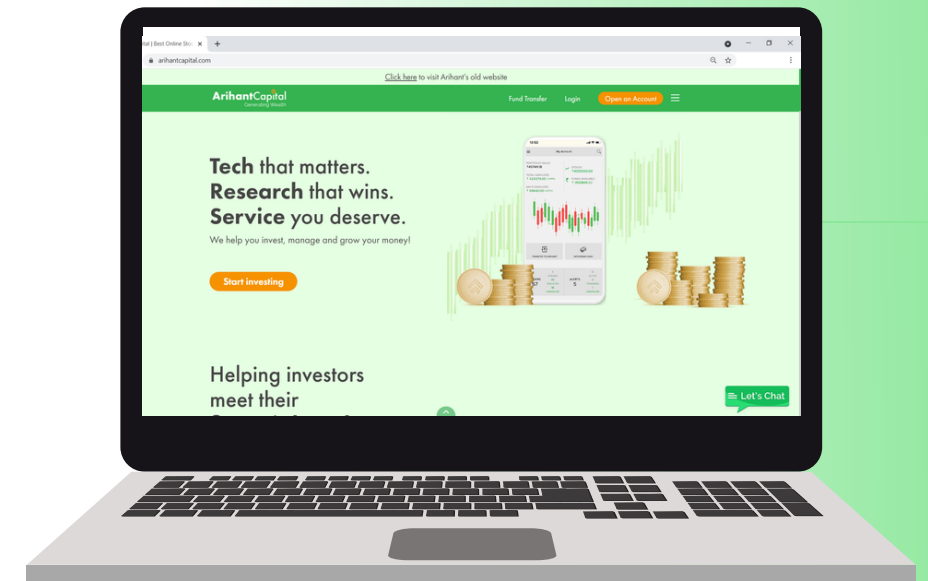 ital | Best Online Stoc
arihantcapital.com
Click here to visit Arihant's old website
ArihantCapital
Generating Wealth
Fund Transfer
Login
Open an Account
Tech that matters.
Research that wins.
Service you deserve.
We help you invest, manage and grow your money!
Start investing
Helping investors
meet their
Let's Chat